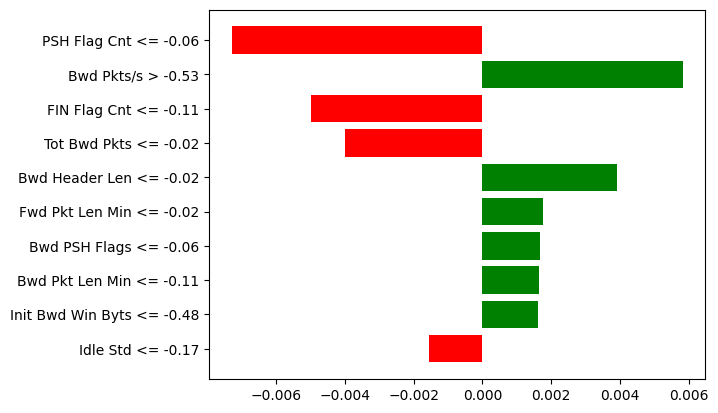 PSH Flag Cnt <= -0.06
Bwd Pkts/s > -0.53
FIN Flag Cnt <= -0.11
Tot Bwd Pkts <= -0.02
Bwd Header Len <= -0.02
Fwd Pkt Len Min <= -0.02
Bwd PSH Flags <= -0.06
Bwd Pkt Len Min <= -0.11
Init Bwd Win Byts <= -0.48
Idle Std <= -0.17
−0.006 −0.004 −0.002 0.000 0.002 0.004 0.006